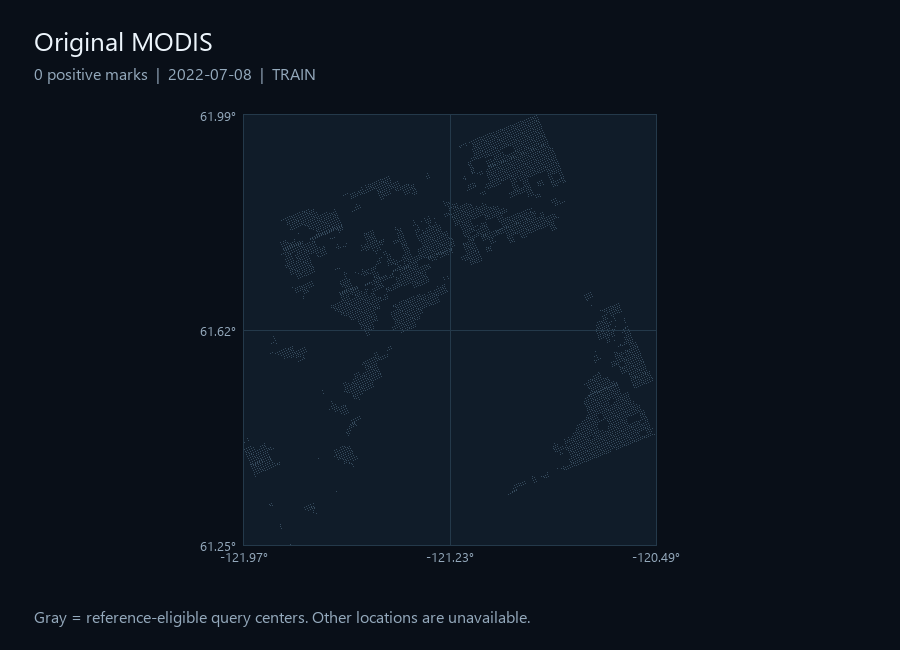 Original MODIS
0 positive marks | 2022-07-08 | TRAIN
61.99°
61.62°
61.25°
-121.97°
-121.23°
-120.49°
Gray = reference-eligible query centers. Other locations are unavailable.